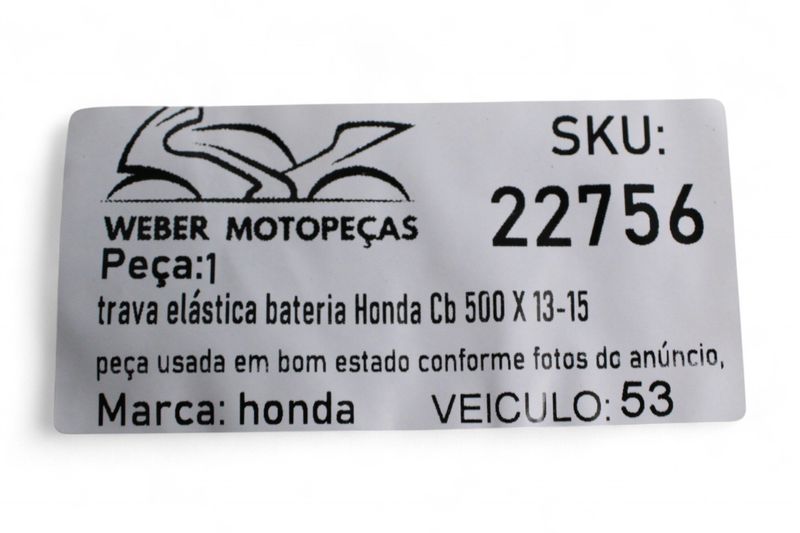 WEBER MOTOPEÇAS
SKU:
22756
Peça:1
trava elástica bateria Honda Cb 500 X 13-15
peça usada em bom estado conforme fotos do anúncio,
Marca: honda
VEICULO: 53